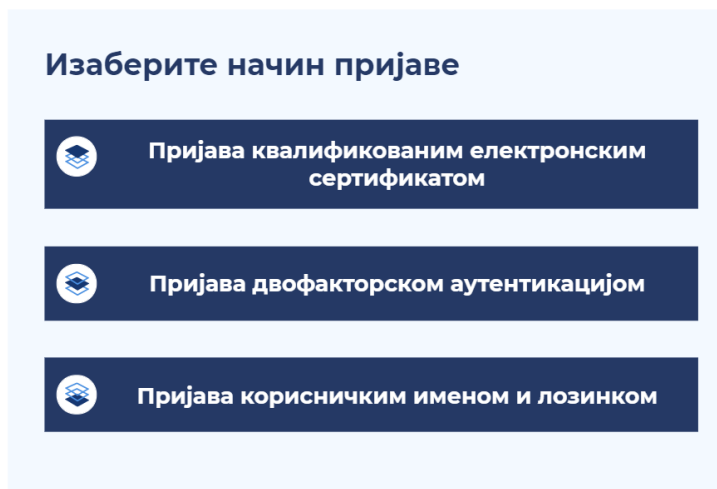 Изаберите начин пријаве
Пријава квалификованим електронским
сертификатом
Пријава двофакторском аутентикацијом
Пријава корисничким именом и лозинком